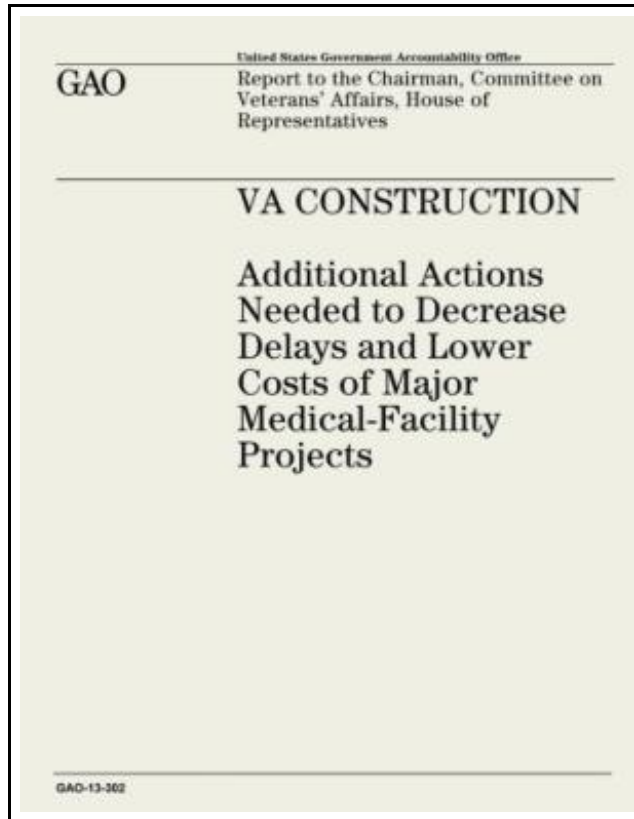 United States Government Accountability Office
GAO
Report to the Chairman, Committee on
Veterans' Affairs, House of
Representatives
VA CONSTRUCTION
Additional Actions
Needed to Decrease
Delays and Lower
Costs of Major
Medical-Facility
Projects
GAO-13-302